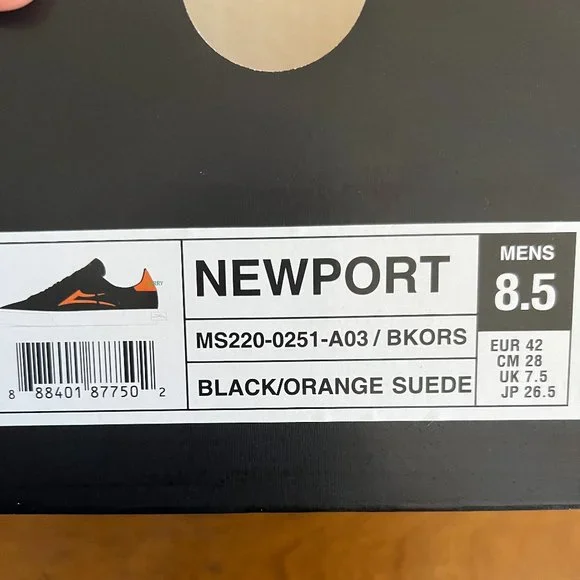 NEWPORT
MS220-0251-A03 / BKORS
BLACK/ORANGE SUEDE
MENS
8.5
EUR 42
CM 28
UK 7.5
JP 26.5
8 88401 87750 2